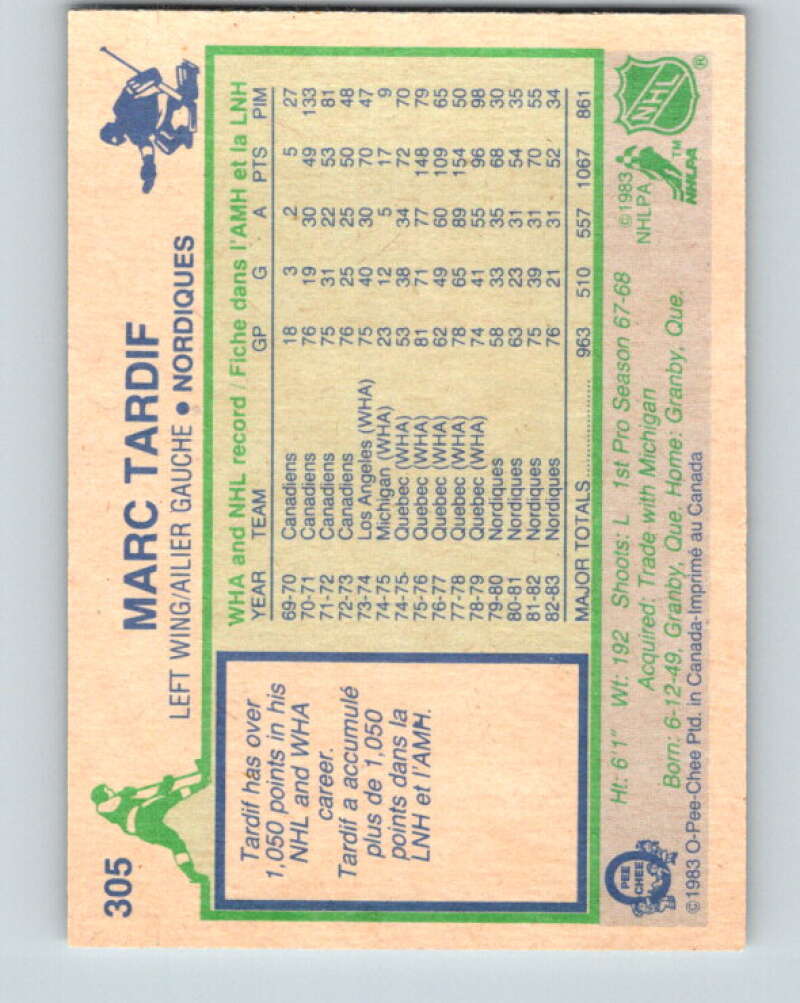 305
MARC TARDIF
LEFT WING/AILIER GAUCHE • NORDIQUES
Tardif has over
1,050 points in his
NHL and WHA
career.
Tardif a accumulé
plus de 1,050
points dans la
LNH et l'AMH.
WHA and NHL record / Fiche dans l'AMH et la LNH
YEAR TEAM GP G A PTS PIM
69-70 Canadiens 18 3 2 5 27
70-71 Canadiens 76 19 30 49 133
71-72 Canadiens 75 31 22 53 81
72-73 Canadiens 76 25 25 50 48
73-74 Los Angeles (WHA) 75 40 30 70 47
74-75 Michigan (WHA) 23 12 5 17 9
74-75- Quebec (WHA) 53 38 34 72 70
75-76 Quebec (WHA) 81 71 77 148 79
76-77 Quebec (WHA) 62 49 60 109 65
77-78 Quebec (WHA) 78 65 89 154 50
78-79 Quebec (WHA) 74 41 55 96 98
79-80 Nordiques 58 33 35 68 30
80-81 Nordiques 63 23 31 54 35
81-82 Nordiques 75 39 31 70 55
82-83 Nordiques 76 21 31 52 34
MAJOR TOTALS 963 510 557 1067 861
Ht: 6'1" Wt: 192 Shoots: L 1st Pro Season 67-68
Acquired: Trade with Michigan
Born: 6-12-49, Granby, Que. Home: Granby, Que.
©1983 O-Pee-Chee Ptd. in Canada-Imprimé au Canada
O
PEE
CHEE
©1983
NHLPA
NHL ®
NHLPA ™